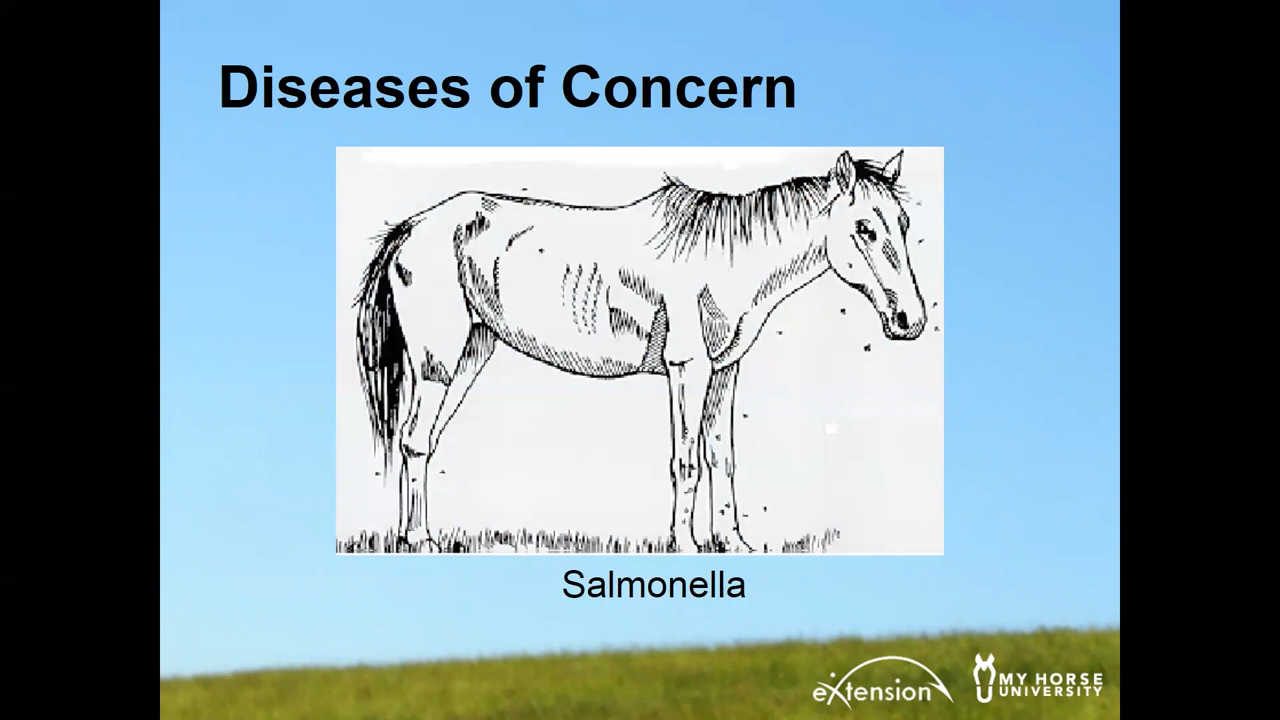 Diseases of Concern
Salmonella
eXtension
MY HORSE
UNIVERSITY